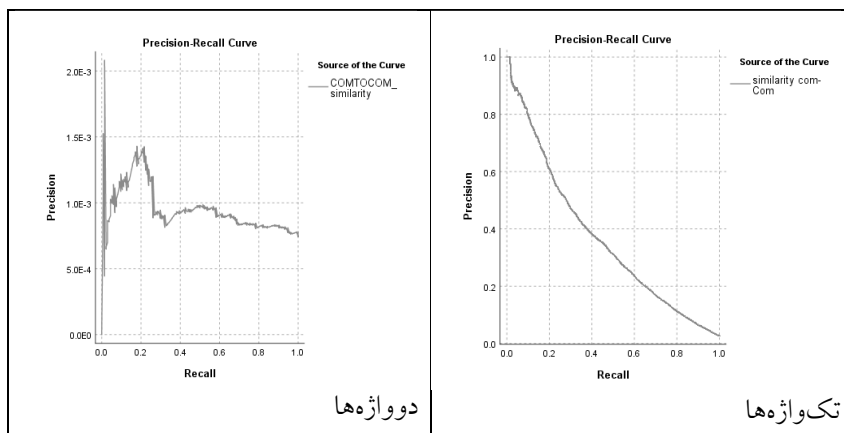 Precision-Recall Curve
Source of the Curve
COMTOCOM_
similarity
2.0E-3
1.5E-3
1.0E-3
5.0E-4
0.0E0
Precision
0.0 0.2 0.4 0.6 0.8 1.0
Recall
دوواژه‌ها
Precision-Recall Curve
Source of the Curve
similarity com-
Com
1.0
0.8
0.6
0.4
0.2
0.0
Precision
0.0 0.2 0.4 0.6 0.8 1.0
Recall
تک‌واژه‌ها